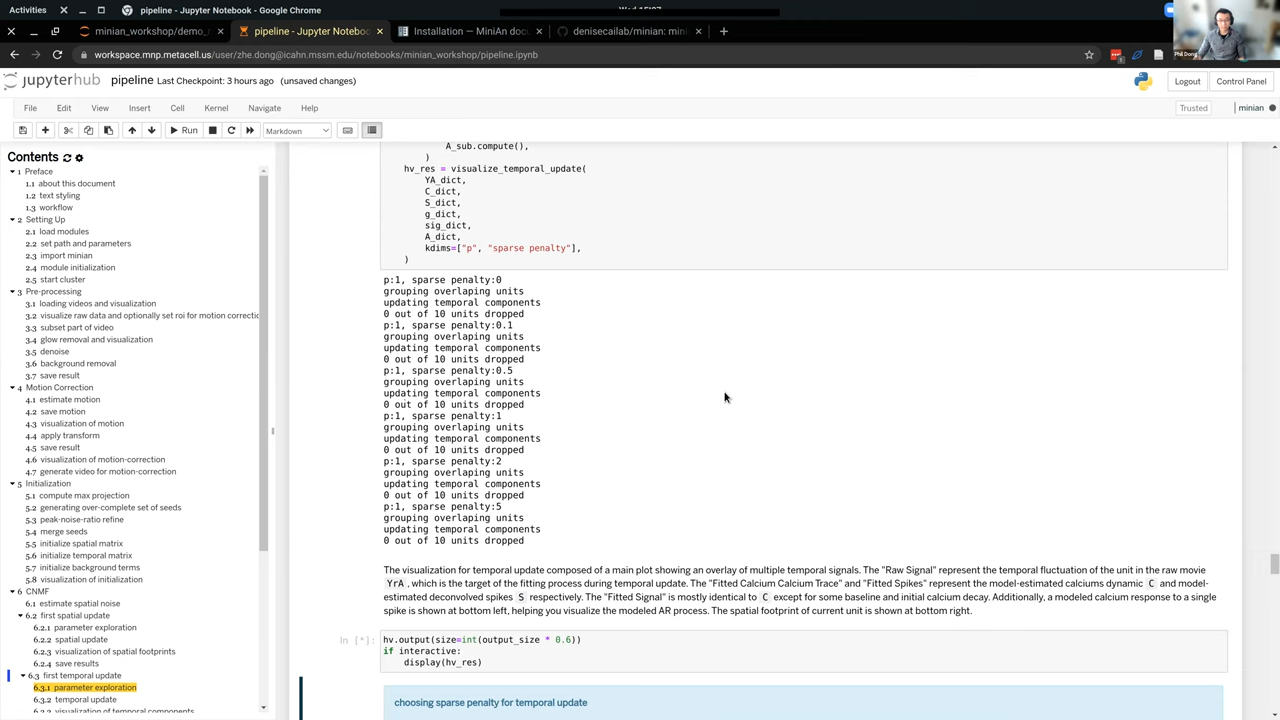 Activities
pipeline - Jupyter Notebook - Google Chrome
minian_workshop/demo_r
pipeline - Jupyter Notebook
Installation — MiniAn docu
denisecailab/minian: mini
workspace.mnp.metacell.us/user/zhe.dong@icahn.mssm.edu/notebooks/minian_workshop/pipeline.ipynb
Phil Dong
jupyterhub pipeline Last Checkpoint: 3 hours ago (unsaved changes)
Logout Control Panel
File Edit View Insert Cell Kernel Navigate Help
Trusted minian
Run Markdown
Contents
1 Preface
1.1 about this document
1.2 text styling
1.3 workflow
2 Setting Up
2.1 load modules
2.2 set path and parameters
2.3 import minian
2.4 module initialization
2.5 start cluster
3 Pre-processing
3.1 loading videos and visualization
3.2 visualize raw data and optionally set roi for motion correctio
3.3 subset part of video
3.4 glow removal and visualization
3.5 denoise
3.6 background removal
3.7 save result
4 Motion Correction
4.1 estimate motion
4.2 save motion
4.3 visualization of motion
4.4 apply transform
4.5 save result
4.6 visualization of motion-correction
4.7 generate video for motion-correction
5 Initialization
5.1 compute max projection
5.2 generating over-complete set of seeds
5.3 peak-noise-ratio refine
5.4 merge seeds
5.5 initialize spatial matrix
5.6 initialize temporal matrix
5.7 initialize background terms
5.8 visualization of initialization
6 CNMF
6.1 estimate spatial noise
6.2 first spatial update
6.2.1 parameter exploration
6.2.2 spatial update
6.2.3 visualization of spatial footprints
6.2.4 save results
6.3 first temporal update
6.3.1 parameter exploration
6.3.2 temporal update
visualization of temporal components
A_sub.compute(),
)
hv_res = visualize_temporal_update(
YA_dict,
C_dict,
S_dict,
g_dict,
sig_dict,
A_dict,
kdims=["p", "sparse penalty"],
)
p:1, sparse penalty:0
grouping overlaping units
updating temporal components
0 out of 10 units dropped
p:1, sparse penalty:0.1
grouping overlaping units
updating temporal components
0 out of 10 units dropped
p:1, sparse penalty:0.5
grouping overlaping units
updating temporal components
0 out of 10 units dropped
p:1, sparse penalty:1
grouping overlaping units
updating temporal components
0 out of 10 units dropped
p:1, sparse penalty:2
grouping overlaping units
updating temporal components
0 out of 10 units dropped
p:1, sparse penalty:5
grouping overlaping units
updating temporal components
0 out of 10 units dropped
The visualization for temporal update composed of a main plot showing an overlay of multiple temporal signals. The "Raw Signal" represent the temporal fluctuation of the unit in the raw movie
YrA , which is the target of the fitting process during temporal update. The "Fitted Calcium Calcium Trace" and "Fitted Spikes" represent the model-estimated calciums dynamic C and model-
estimated deconvolved spikes S respectively. The "Fitted Signal" is mostly identical to C except for some baseline and initial calcium decay. Additionally, a modeled calcium response to a single
spike is shown at bottom left, helping you visualize the modeled AR process. The spatial footprint of current unit is shown at bottom right.
In [*]: hv.output(size=int(output_size * 0.6))
if interactive:
display(hv_res)
choosing sparse penalty for temporal update